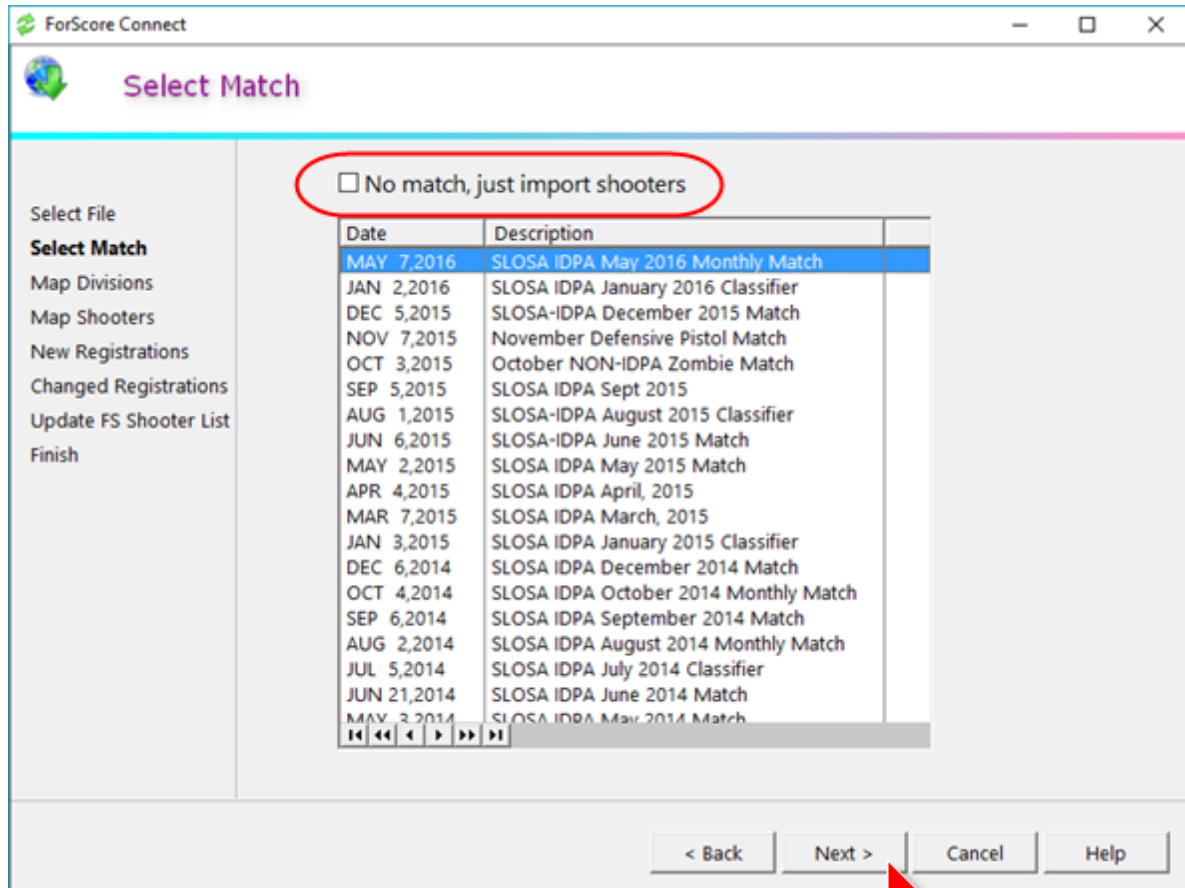 ForScore Connect
Select Match
Select File
Select Match
Map Divisions
Map Shooters
New Registrations
Changed Registrations
Update FS Shooter List
Finish
No match, just import shooters
Date Description
MAY 7,2016 SLOSA IDPA May 2016 Monthly Match
JAN 2,2016 SLOSA IDPA January 2016 Classifier
DEC 5,2015 SLOSA-IDPA December 2015 Match
NOV 7,2015 November Defensive Pistol Match
OCT 3,2015 October NON-IDPA Zombie Match
SEP 5,2015 SLOSA IDPA Sept 2015
AUG 1,2015 SLOSA-IDPA August 2015 Classifier
JUN 6,2015 SLOSA-IDPA June 2015 Match
MAY 2,2015 SLOSA IDPA May 2015 Match
APR 4,2015 SLOSA IDPA April, 2015
MAR 7,2015 SLOSA IDPA March, 2015
JAN 3,2015 SLOSA IDPA January 2015 Classifier
DEC 6,2014 SLOSA IDPA December 2014 Match
OCT 4,2014 SLOSA IDPA October 2014 Monthly Match
SEP 6,2014 SLOSA IDPA September 2014 Match
AUG 2,2014 SLOSA IDPA August 2014 Monthly Match
JUL 5,2014 SLOSA IDPA July 2014 Classifier
JUN 21,2014 SLOSA IDPA June 2014 Match
MAY 3,2014 SLOSA IDPA May 2014 Match
< Back Next > Cancel Help